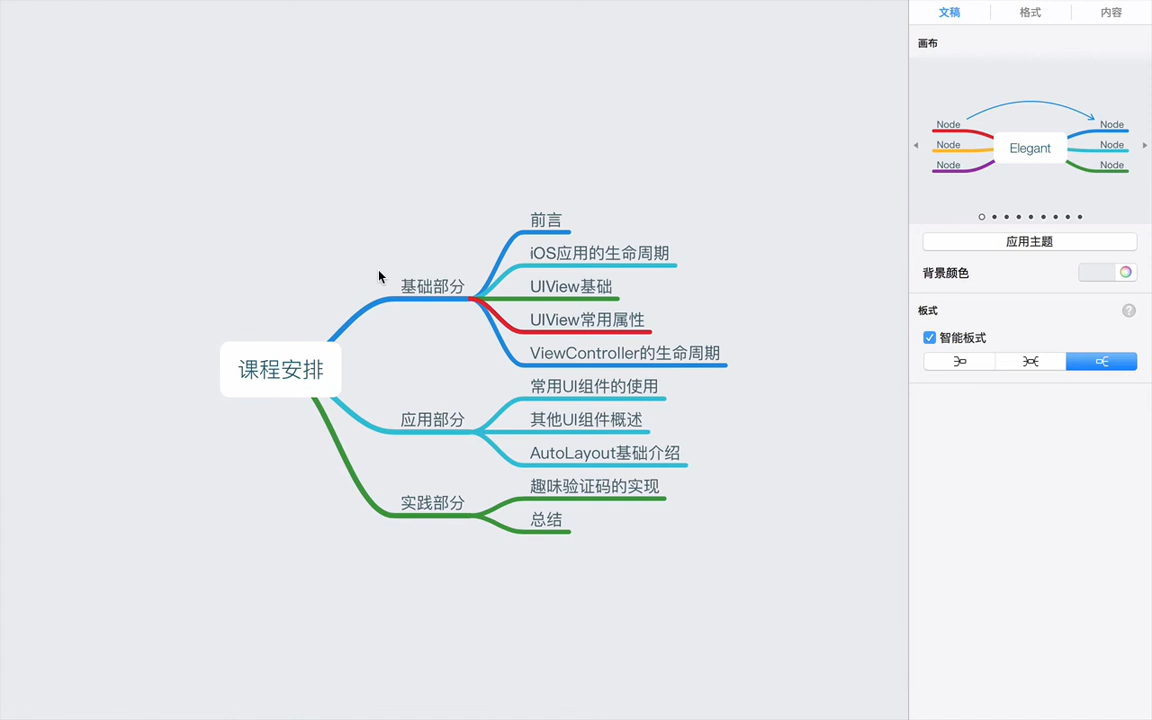 文稿
格式
内容
画布
Node
Node
Node
Elegant
Node
Node
Node
应用主题
背景颜色
板式
?
智能板式
课程安排
基础部分
前言
iOS应用的生命周期
UIView基础
UIView常用属性
ViewController的生命周期
应用部分
常用UI组件的使用
其他UI组件概述
AutoLayout基础介绍
实践部分
趣味验证码的实现
总结